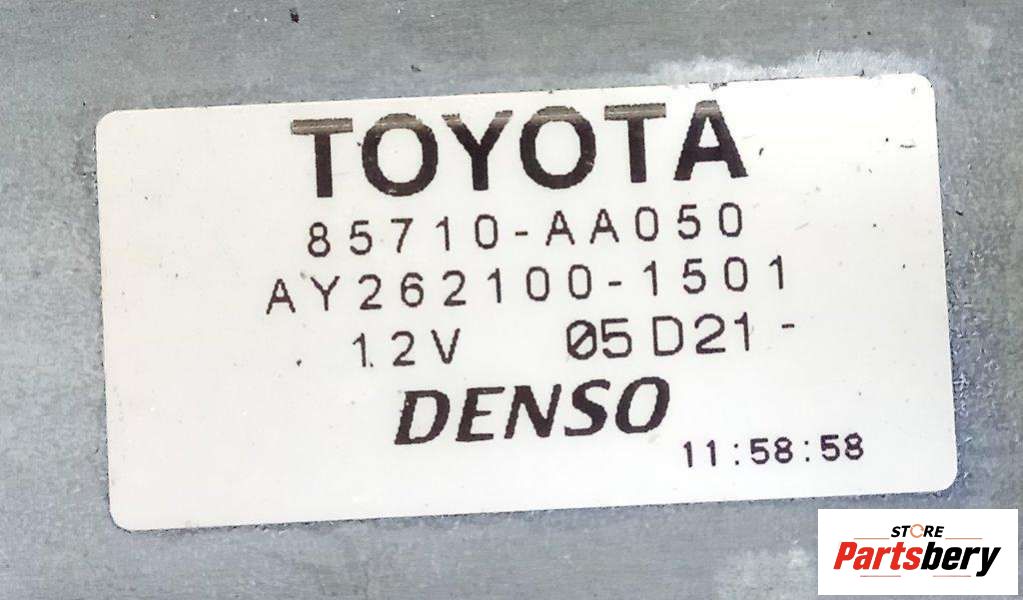 TOYOTA
85710-AA050
AY262100-1501
12V 05D21-
DENSO
11:58:58
STORE
Partsbery